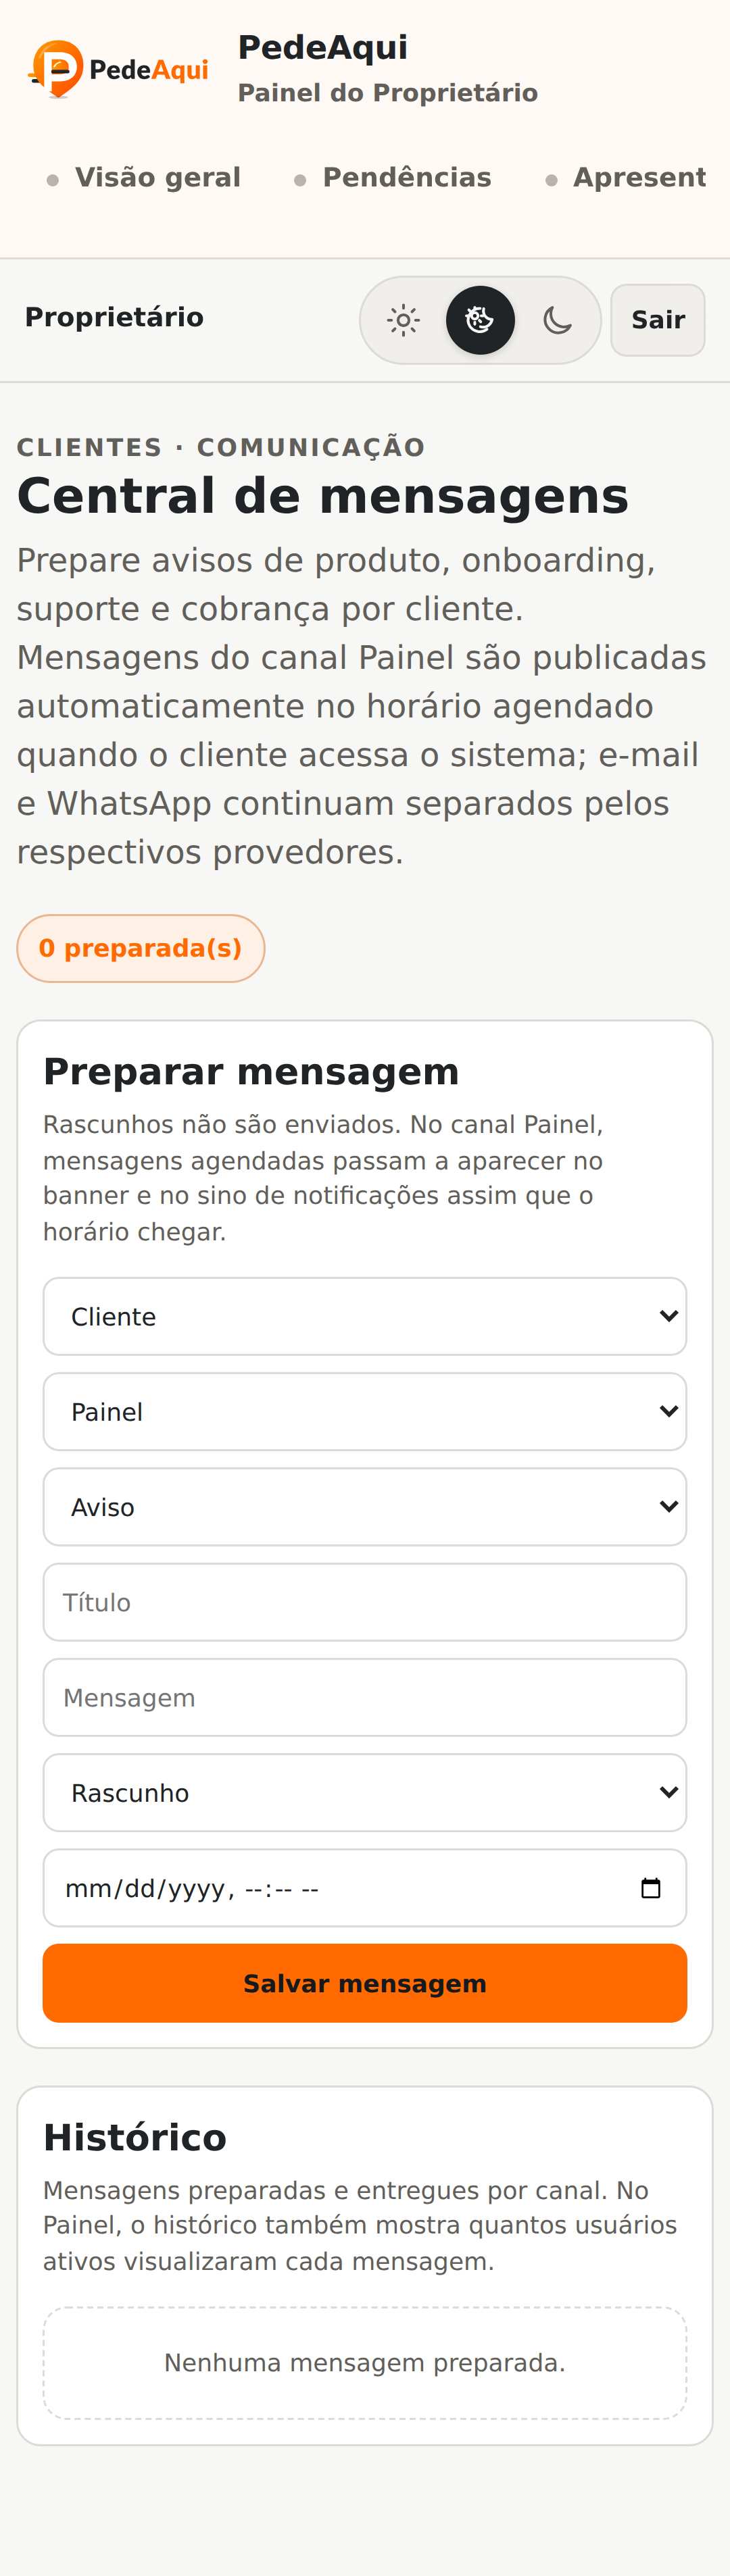 PedeAqui
PedeAqui
Painel do Proprietário
Visão geral
Pendências
Apresent
Proprietário
Sair
CLIENTES · COMUNICAÇÃO
Central de mensagens
Prepare avisos de produto, onboarding,
suporte e cobrança por cliente.
Mensagens do canal Painel são publicadas
automaticamente no horário agendado
quando o cliente acessa o sistema; e-mail
e WhatsApp continuam separados pelos
respectivos provedores.
0 preparada(s)
Preparar mensagem
Rascunhos não são enviados. No canal Painel,
mensagens agendadas passam a aparecer no
banner e no sino de notificações assim que o
horário chegar.
Cliente
Painel
Aviso
Título
Mensagem
Rascunho
mm/dd/yyyy, --:-- --
Salvar mensagem
Histórico
Mensagens preparadas e entregues por canal. No
Painel, o histórico também mostra quantos usuários
ativos visualizaram cada mensagem.
Nenhuma mensagem preparada.